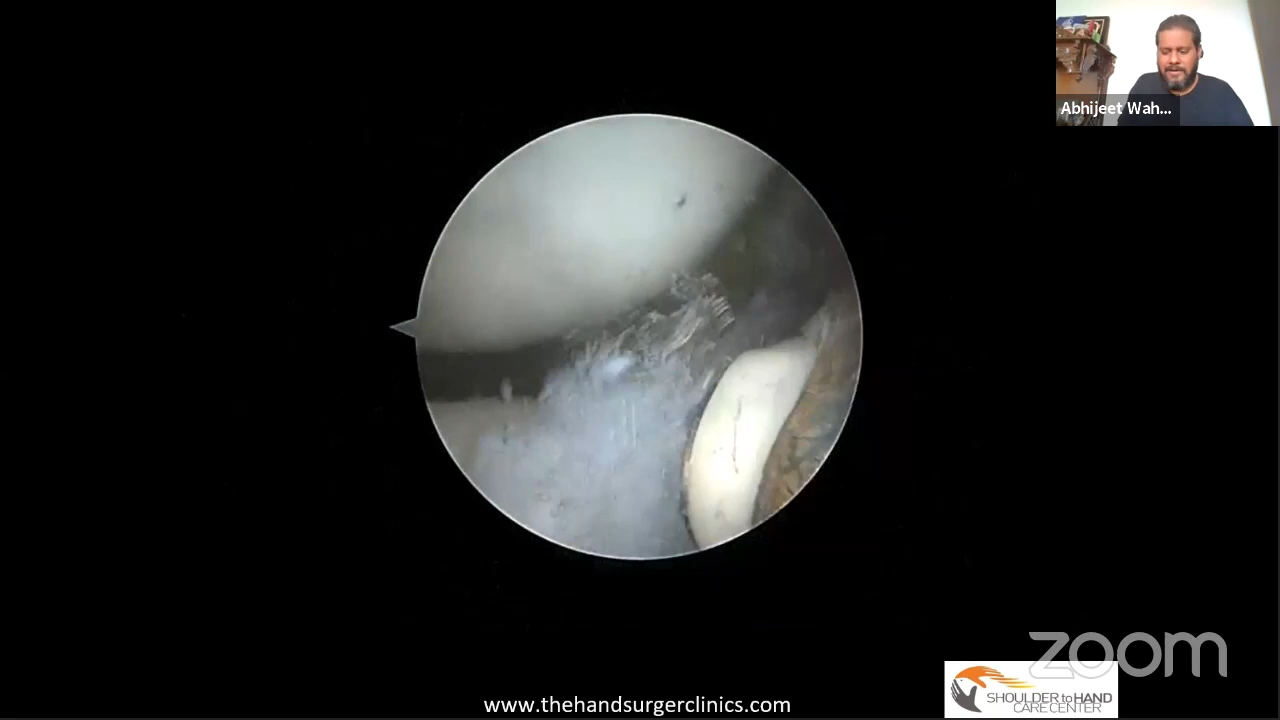 Abhijeet Wah...
zoom
SHOULDER to HAND
CARE CENTER
www.thehandsurgerclinics.com